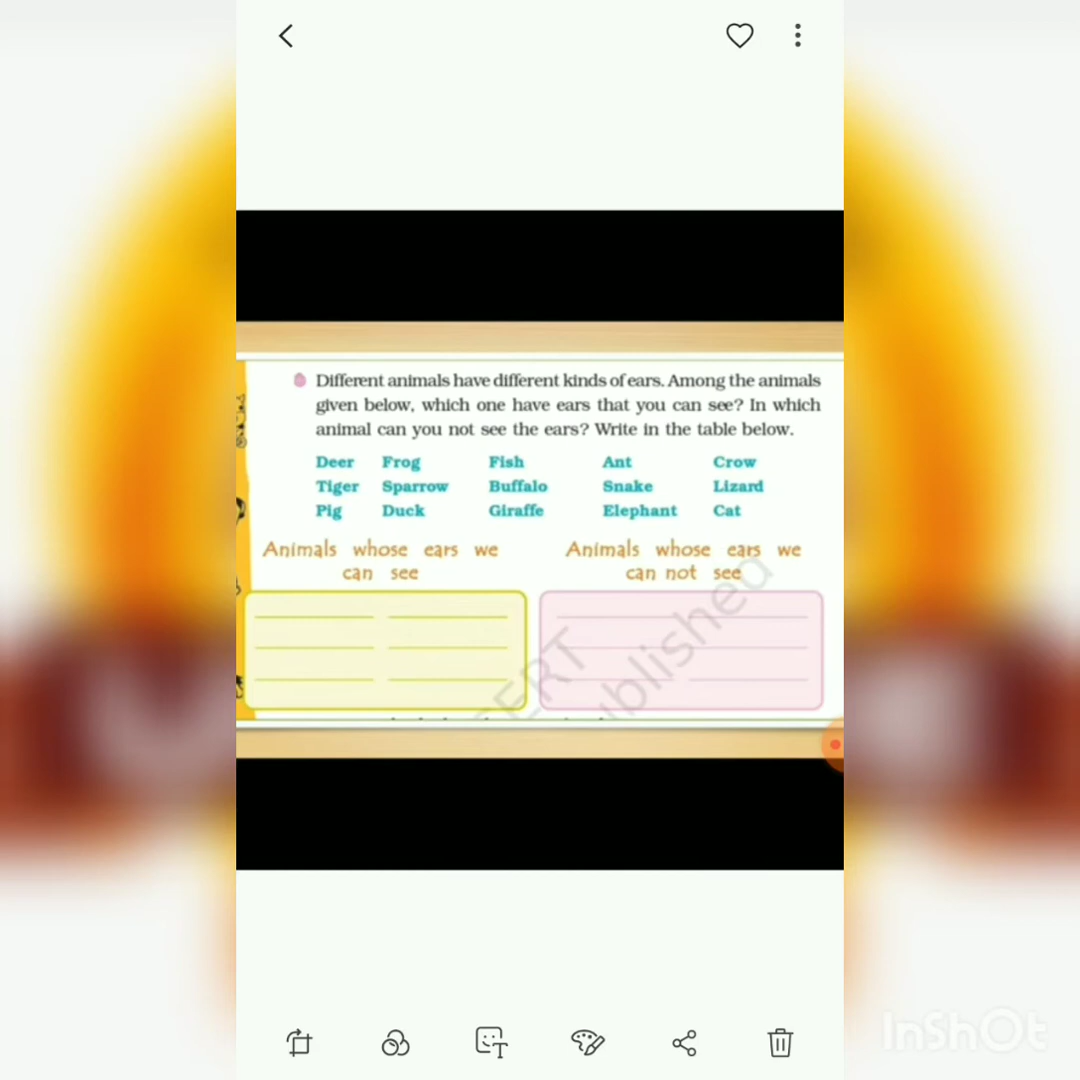 Different animals have different kinds of ears. Among the animals
given below, which one have ears that you can see? In which
animal can you not see the ears? Write in the table below.
Deer Frog Fish Ant Crow
Tiger Sparrow Buffalo Snake Lizard
Pig Duck Giraffe Elephant Cat
Animals whose ears we
can see
Animals whose ears we
can not see
InShOt